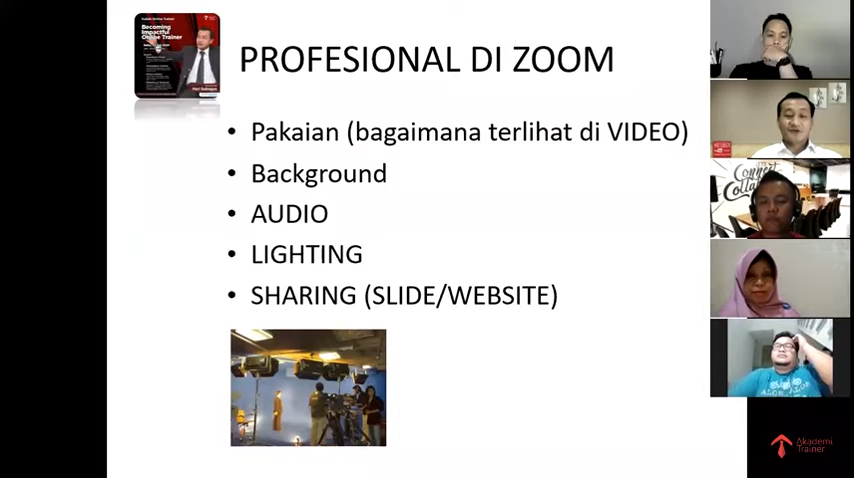 Becoming
Impactful
Online Trainer
PROFESIONAL DI ZOOM
• Pakaian (bagaimana terlihat di VIDEO)
• Background
• AUDIO
• LIGHTING
• SHARING (SLIDE/WEBSITE)
Connect
Akademi
Trainer